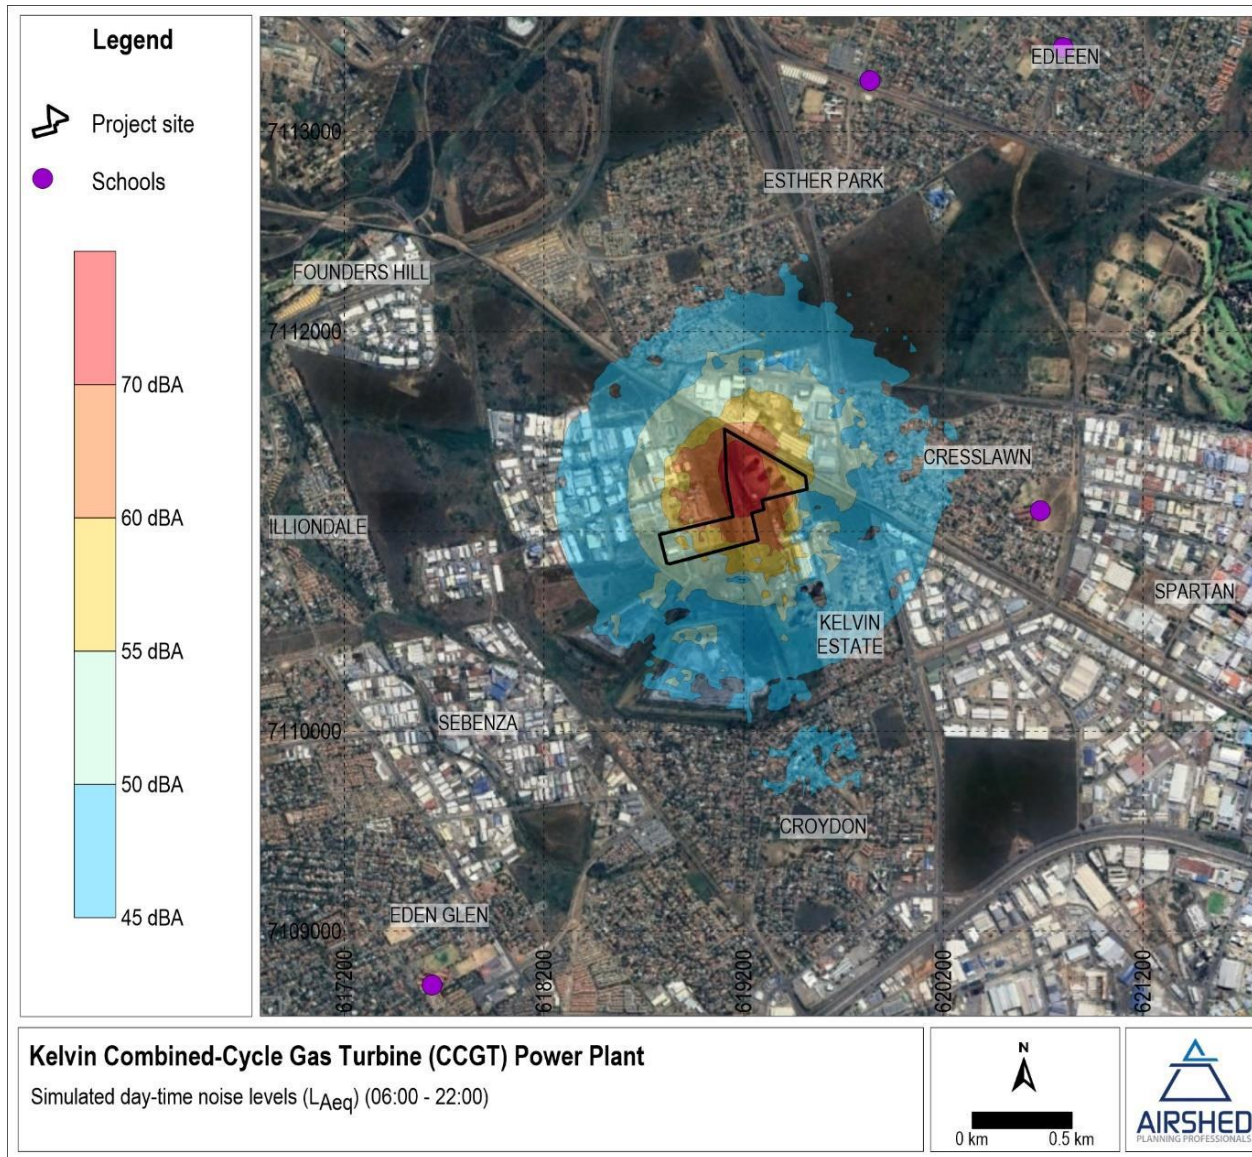 Legend
Project site
Schools
70 dBA
60 dBA
55 dBA
50 dBA
45 dBA
EDLEEN
7113000
ESTHER PARK
FOUNDERS HILL
7112000
CRESSLAWN
ILLIONDALE
SPARTAN
KELVIN
ESTATE
SEBENZA
7110000
CROYDON
EDEN GLEN
7109000
617200
618200
619200
620200
621200
Kelvin Combined-Cycle Gas Turbine (CCGT) Power Plant
Simulated day-time noise levels (LAeq) (06:00 - 22:00)
N
0 km 0.5 km
AIRSHED
PLANNING PROFESSIONALS